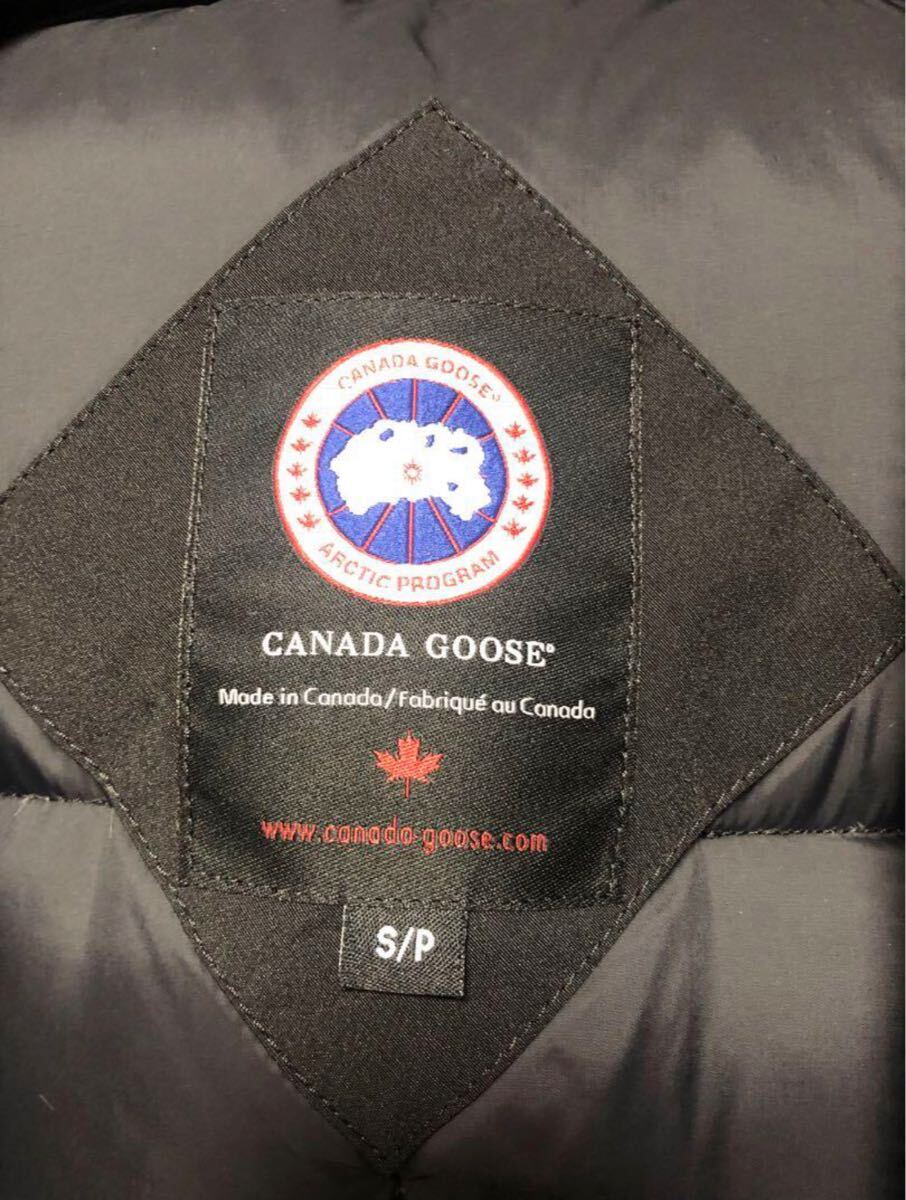 CANADA GOOSE®
ARCTIC PROGRAM
CANADA GOOSE®
Made in Canada/Fabriqué au Canada
www.canada-goose.com
S/P